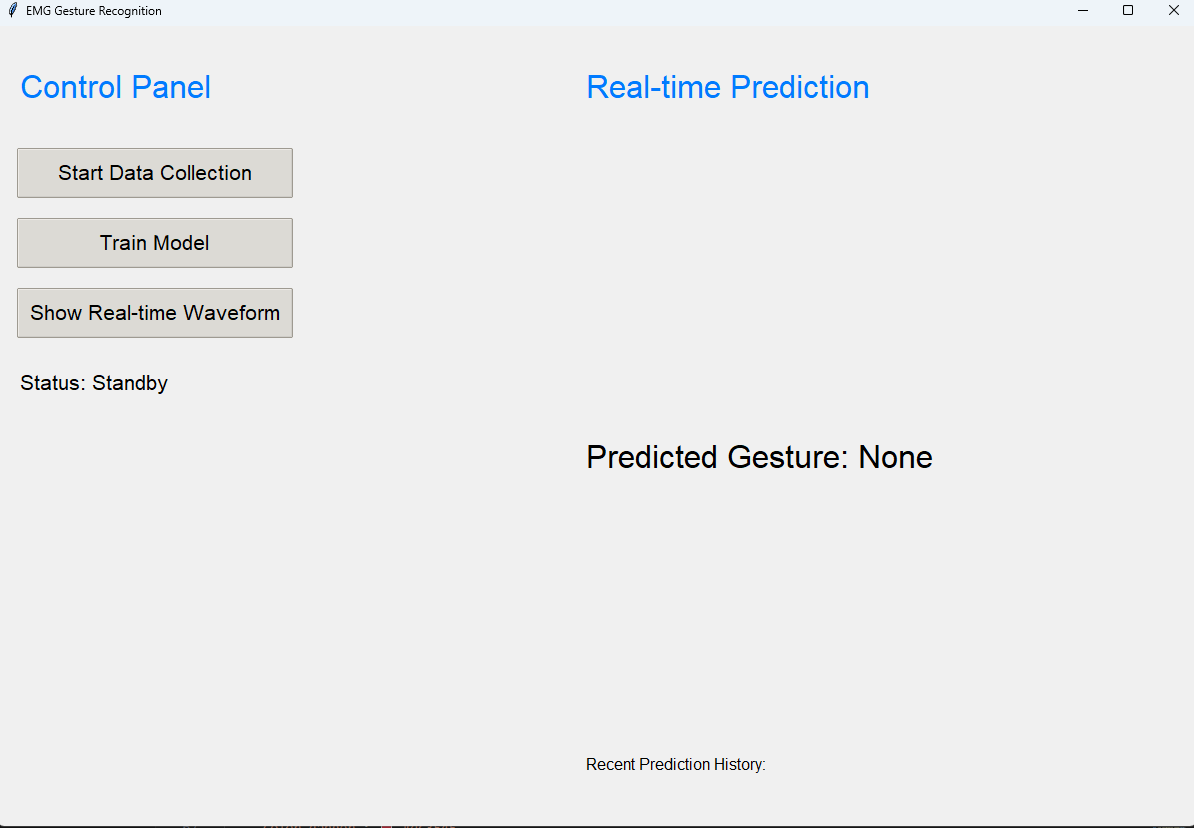 EMG Gesture Recognition
Control Panel
Start Data Collection
Train Model
Show Real-time Waveform
Status: Standby
Real-time Prediction
Predicted Gesture: None
Recent Prediction History: